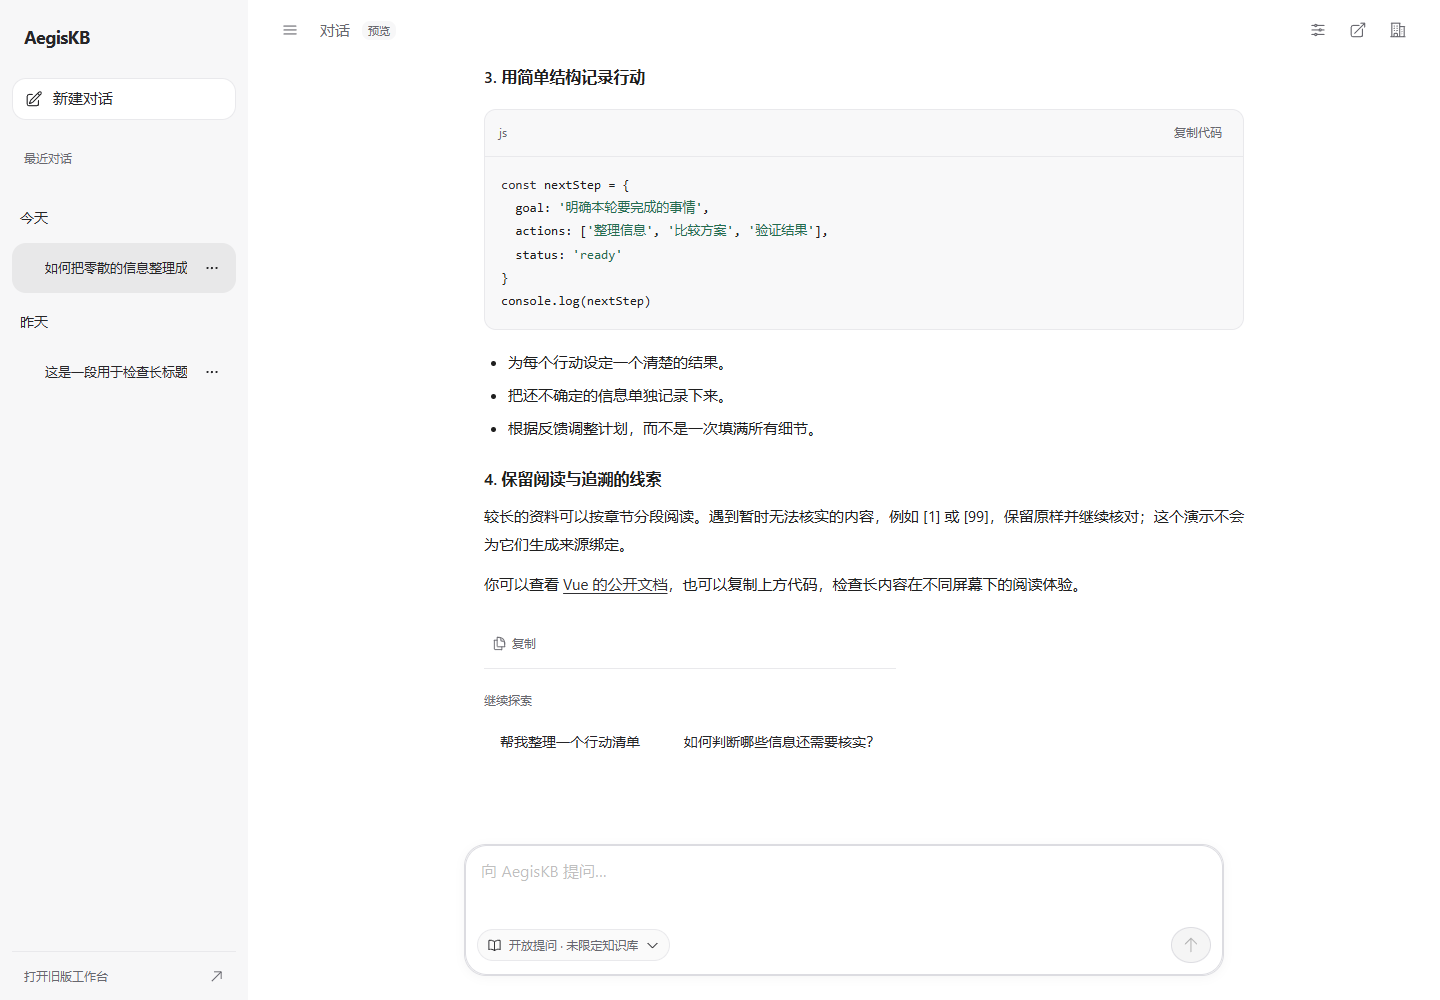 AegisKB
新建对话
最近对话
今天
如何把零散的信息整理成
昨天
这是一段用于检查长标题
打开旧版工作台
对话 预览
3. 用简单结构记录行动
js 复制代码
const nextStep = {
  goal: '明确本轮要完成的事情',
  actions: ['整理信息', '比较方案', '验证结果'],
  status: 'ready'
}
console.log(nextStep)
• 为每个行动设定一个清楚的结果。
• 把还不确定的信息单独记录下来。
• 根据反馈调整计划，而不是一次填满所有细节。
4. 保留阅读与追溯的线索
较长的资料可以按章节分段阅读。遇到暂时无法核实的内容，例如 [1] 或 [99]，保留原样并继续核对；这个演示不会
为它们生成来源绑定。
你可以查看 Vue 的公开文档，也可以复制上方代码，检查长内容在不同屏幕下的阅读体验。
复制
继续探索
帮我整理一个行动清单 如何判断哪些信息还需要核实？
向 AegisKB 提问...
开放提问 · 未限定知识库